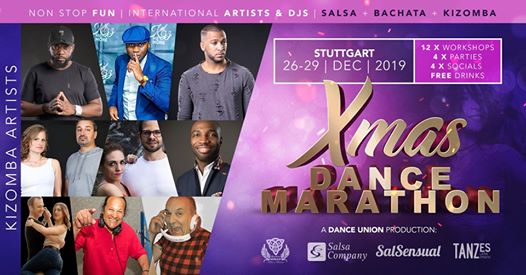 NON STOP FUN | INTERNATIONAL ARTISTS & DJS | SALSA + BACHATA + KIZOMBA
KIZOMBA ARTISTS
STUTTGART
26-29 | DEC | 2019
12 X WORKSHOPS
4 X PARTIES
4 X SOCIALS
FREE DRINKS
Xmas
DANCE
MARATHON
A DANCE UNION PRODUCTION:
Salsa
Company
SalSensual
TANZES